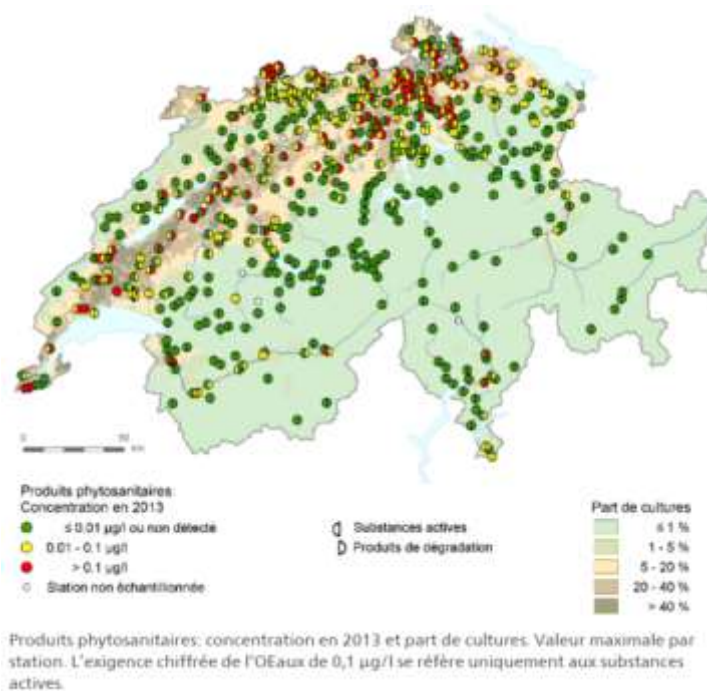 0 50
km
Produits phytosanitaires
Concentration en 2013
≤ 0.01 µg/l ou non détecté
0.01 - 0.1 µg/l
> 0.1 µg/l
Station non échantillonnée
Substances actives
Produits de dégradation
Part de cultures
≤ 1 %
1 - 5 %
5 - 20 %
20 - 40 %
> 40 %
Produits phytosanitaires: concentration en 2013 et part de cultures. Valeur maximale par
station. L'exigence chiffrée de l'OEaux de 0,1 µg/l se réfère uniquement aux substances
actives.